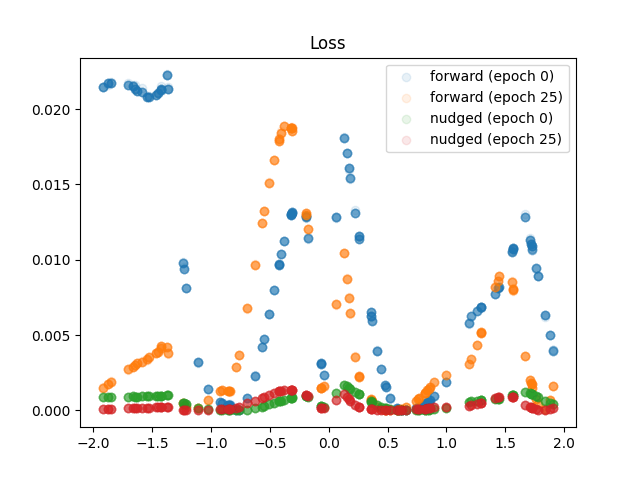 Loss
forward (epoch 0)
forward (epoch 25)
nudged (epoch 0)
nudged (epoch 25)
0.020
0.015
0.010
0.005
0.000
−2.0 −1.5 −1.0 −0.5 0.0 0.5 1.0 1.5 2.0